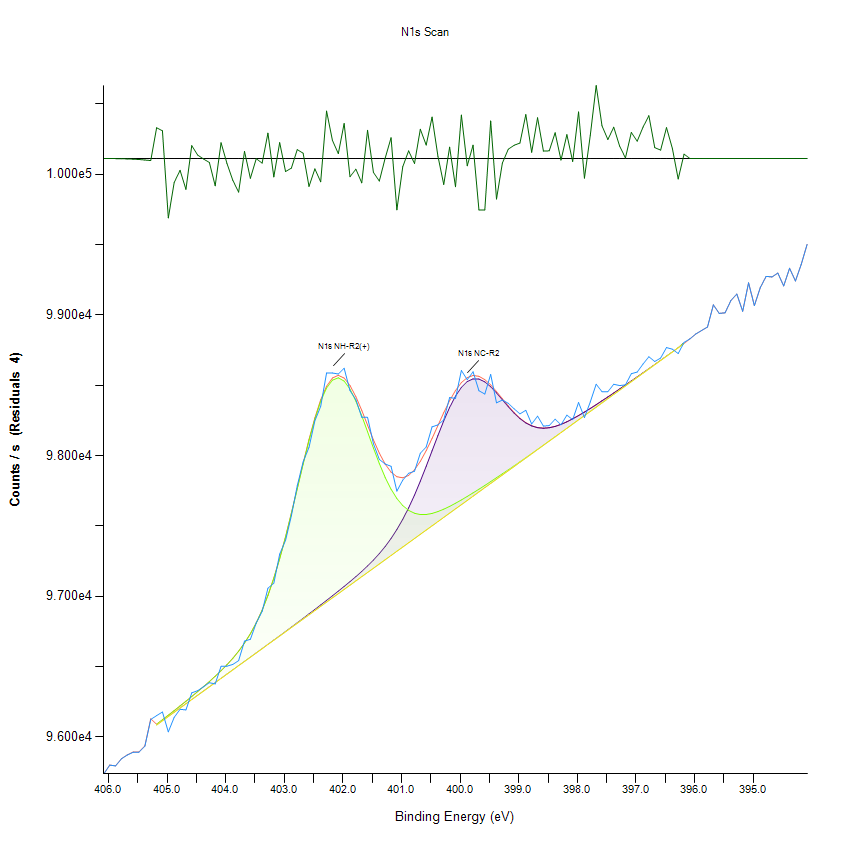 N1s Scan
1.000e5
9.900e4
9.800e4
9.700e4
9.600e4
Counts / s  (Residuals  4)
N1s NH-R2(+)
N1s NC-R2
406.0 405.0 404.0 403.0 402.0 401.0 400.0 399.0 398.0 397.0 396.0 395.0
Binding Energy (eV)